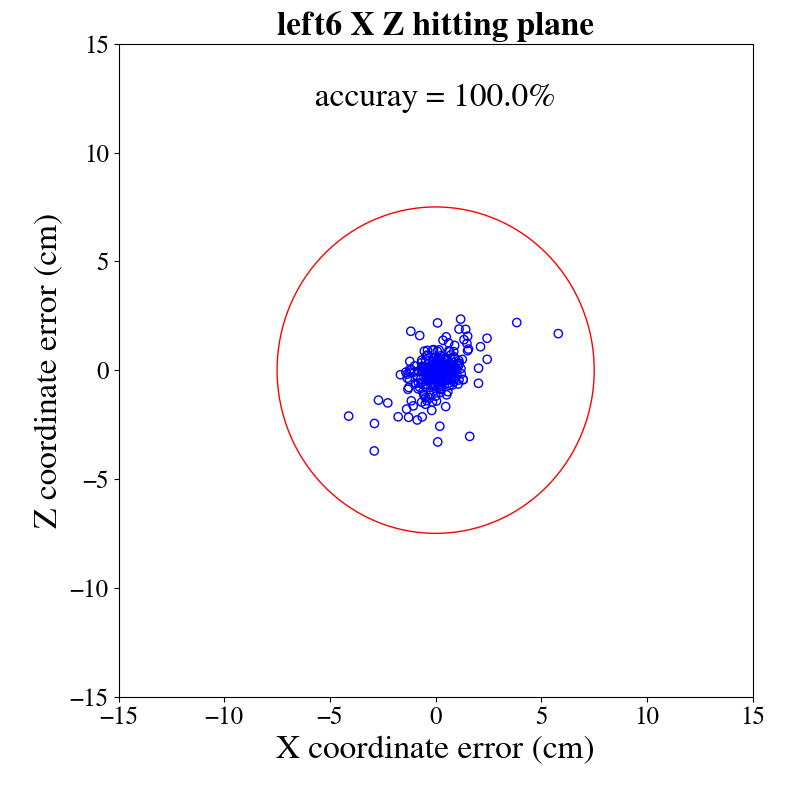 left6 X Z hitting plane
accuray = 100.0%
15
10
5
0
−5
−10
−15
Z coordinate error (cm)
−15 −10 −5 0 5 10 15
X coordinate error (cm)